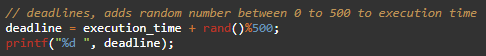 // deadlines, adds random number between 0 to 500 to execution time
deadline = execution_time + rand()%500;
printf("%d ", deadline);